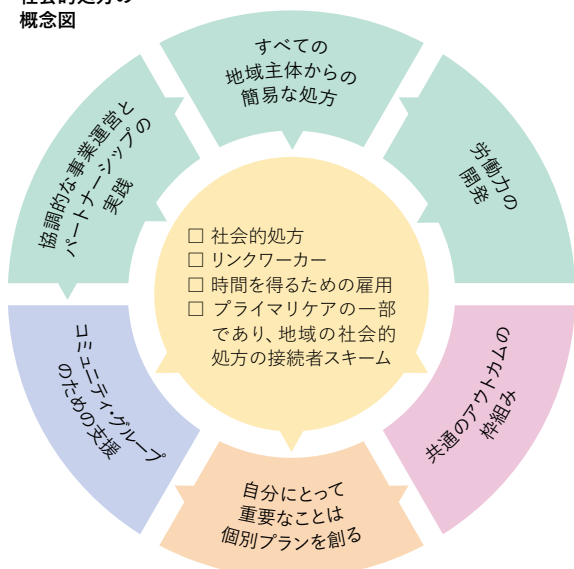 社会的処方の
概念図
すべての
地域主体からの
簡易な処方
労働力の
開発
共通のアウトカムの
枠組み
自分にとって
重要なことは
個別プランを創る
コミュニティ・グループ
のための支援
協調的な事業運営と
パートナーシップの
実践
□ 社会的処方
□ リンクワーカー
□ 時間を得るための雇用
□ プライマリケアの一部
であり、地域の社会的
処方の接続者スキーム